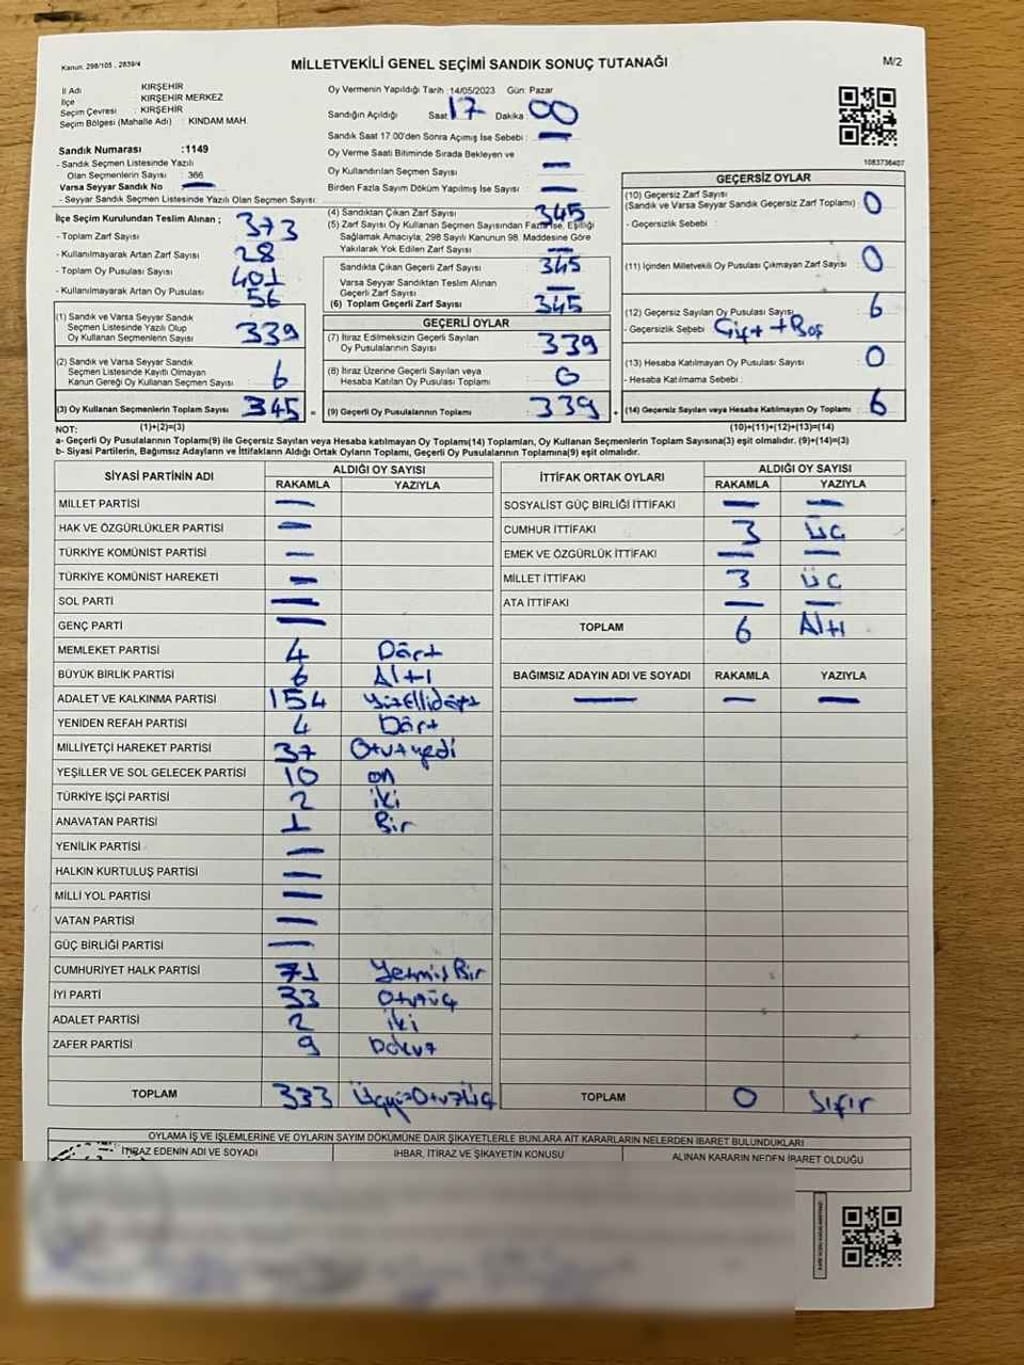 Kanun. 298/105 , 2839/4
MİLLETVEKİLİ GENEL SEÇİMİ SANDIK SONUÇ TUTANAĞI
M/2
İl Adı KIRŞEHİR
İlçe KIRŞEHİR MERKEZ
Seçim Çevresi : KIRŞEHİR
Seçim Bölgesi (Mahalle Adı) : KINDAM MAH.
Sandık Numarası :1149
- Sandık Seçmen Listesinde Yazılı
Olan Seçmenlerin Sayısı : 366
Varsa Seyyar Sandık No —
- Seyyar Sandık Seçmen Listesinde Yazılı Olan Seçmen Sayısı:
Oy Vermenin Yapıldığı Tarih :14/05/2023 Gün: Pazar
Sandığın Açıldığı Saat 17 Dakika : 00
Sandık Saat 17.00'den Sonra Açımış İse Sebebi : —
Oy Verme Saati Bitiminde Sırada Bekleyen ve
Oy Kullandırılan Seçmen Sayısı —
Birden Fazla Sayım Döküm Yapılmış İse Sayısı —
1083736407
İlçe Seçim Kurulundan Teslim Alınan ;
- Toplam Zarf Sayısı 373
- Kullanılmayarak Artan Zarf Sayısı 28
- Toplam Oy Pusulası Sayısı 401
- Kullanılmayarak Artan Oy Pusulası 56
(1) Sandık ve Varsa Seyyar Sandık
Seçmen Listesinde Yazılı Olup
Oy Kullanan Seçmenlerin Sayısı 339
(2) Sandık ve Varsa Seyyar Sandık
Seçmen Listesinde Kayıtlı Olmayan
Kanun Gereği Oy Kullanan Seçmen Sayısı 6
(3) Oy Kullanan Seçmenlerin Toplam Sayısı 345 =
(4) Sandıktan Çıkan Zarf Sayısı 345
(5) Zarf Sayısı Oy Kullanan Seçmen Sayısından Fazla İse, Eşitliği
Sağlamak Amacıyla, 298 Sayılı Kanunun 98. Maddesine Göre
Yakılarak Yok Edilen Zarf Sayısı —
Sandıkta Çıkan Geçerli Zarf Sayısı 345
Varsa Seyyar Sandıktan Teslim Alınan
Geçerli Zarf Sayısı —
(6) Toplam Geçerli Zarf Sayısı 345
GEÇERLİ OYLAR
(7) İtiraz Edilmeksizin Geçerli Sayılan
Oy Pusulalarının Sayısı 339
(8) İtiraz Üzerine Geçerli Sayılan veya
Hesaba Katılan Oy Pusulası Toplamı 0
(9) Geçerli Oy Pusulalarının Toplamı 339 +
GEÇERSİZ OYLAR
(10) Geçersiz Zarf Sayısı
(Sandık ve Varsa Seyyar Sandık Geçersiz Zarf Toplamı) : 0
- Geçersizlik Sebebi :
(11) İçinden Milletvekili Oy Pusulası Çıkmayan Zarf Sayısı : 0
(12) Geçersiz Sayılan Oy Pusulası Sayısı 6
- Geçersizlik Sebebi Çift + Boş
(13) Hesaba Katılmayan Oy Pusulası Sayısı 0
- Hesaba Katılmama Sebebi :
(14) Geçersiz Sayılan veya Hesaba Katılmayan Oy Toplamı 6
NOT: (1)+(2)=(3) (10)+(11)+(12)+(13)=(14)
a- Geçerli Oy Pusulalarının Toplamı(9) ile Geçersiz Sayılan veya Hesaba katılmayan Oy Toplamı(14) Toplamları, Oy Kullanan Seçmenlerin Toplam Sayısına(3) eşit olmalıdır. (9)+(14)=(3)
b- Siyasi Partilerin, Bağımsız Adayların ve İttifakların Aldığı Ortak Oyların Toplamı, Geçerli Oy Pusulalarının Toplamına(9) eşit olmalıdır.
SİYASİ PARTİNİN ADI ALDIĞI OY SAYISI
RAKAMLA YAZIYLA
MİLLET PARTİSİ —
HAK VE ÖZGÜRLÜKLER PARTİSİ —
TÜRKİYE KOMÜNİST PARTİSİ —
TÜRKİYE KOMÜNİST HAREKETİ —
SOL PARTİ —
GENÇ PARTİ —
MEMLEKET PARTİSİ 4 Dört
BÜYÜK BİRLİK PARTİSİ 6 Altı
ADALET VE KALKINMA PARTİSİ 154 Yüzellidört
YENİDEN REFAH PARTİSİ 4 Dört
MİLLİYETÇİ HAREKET PARTİSİ 37 Otuzyedi
YEŞİLLER VE SOL GELECEK PARTİSİ 10 on
TÜRKİYE İŞÇİ PARTİSİ 2 iki
ANAVATAN PARTİSİ 1 Bir
YENİLİK PARTİSİ —
HALKIN KURTULUŞ PARTİSİ —
MİLLİ YOL PARTİSİ —
VATAN PARTİSİ —
GÜÇ BİRLİĞİ PARTİSİ —
CUMHURİYET HALK PARTİSİ 71 Yetmiş Bir
İYİ PARTİ 33 Otuzüç
ADALET PARTİSİ 2 iki
ZAFER PARTİSİ 9 Dokuz
TOPLAM 333 ÜçyüzOtuzÜç
İTTİFAK ORTAK OYLARI ALDIĞI OY SAYISI
RAKAMLA YAZIYLA
SOSYALİST GÜÇ BİRLİĞİ İTTİFAKI — —
CUMHUR İTTİFAKI 3 üç
EMEK VE ÖZGÜRLÜK İTTİFAKI — —
MİLLET İTTİFAKI 3 üç
ATA İTTİFAKI — —
TOPLAM 6 Altı
BAĞIMSIZ ADAYIN ADI VE SOYADI RAKAMLA YAZIYLA
— — —
TOPLAM 0 Sıfır
OYLAMA İŞ VE İŞLEMLERİNE VE OYLARIN SAYIM DÖKÜMÜNE DAİR ŞİKAYETLERLE BUNLARA AİT KARARLARIN NELERDEN İBARET BULUNDUKLARI
İTİRAZ EDENİN ADI VE SOYADI İHBAR, İTİRAZ VE ŞİKAYETİN KONUSU ALINAN KARARIN NEDEN İBARET OLDUĞU